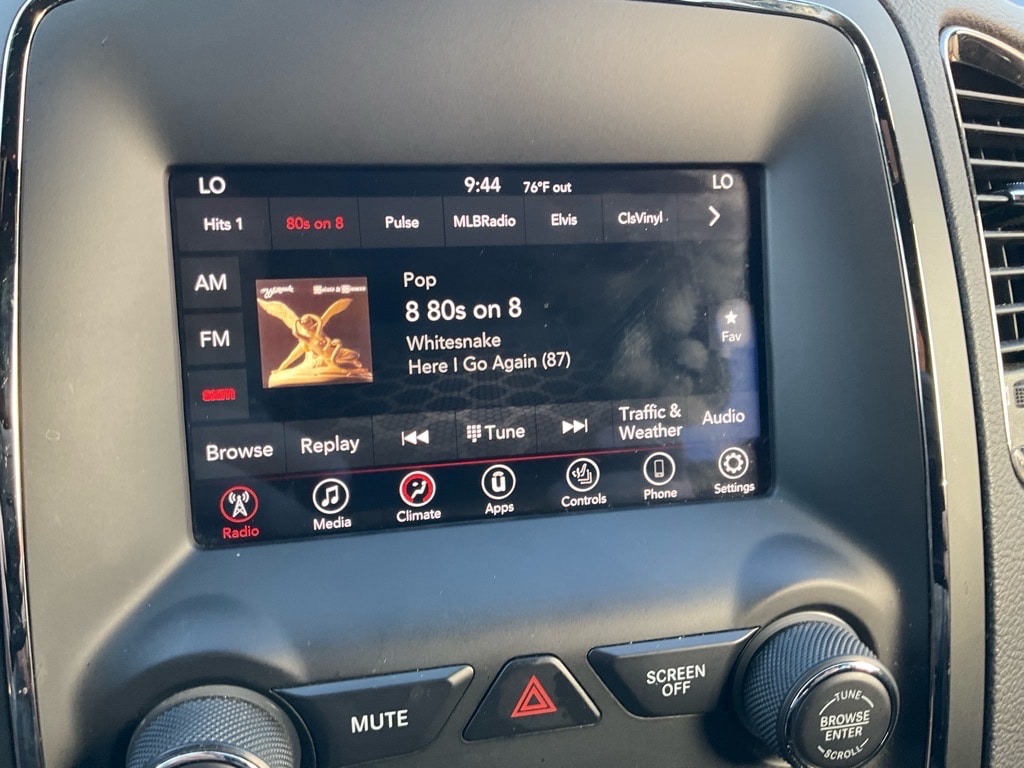 LO 9:44 76°F out LO
Hits 1 80s on 8 Pulse MLBRadio Elvis ClsVinyl
AM
Pop
8 80s on 8
FM
Whitesnake
Here I Go Again (87)
Fav
sxm
Browse Replay Tune Traffic & Weather Audio
Radio Media Climate Apps Controls Phone Settings
MUTE
SCREEN
OFF
TUNE
BROWSE
ENTER
SCROLL